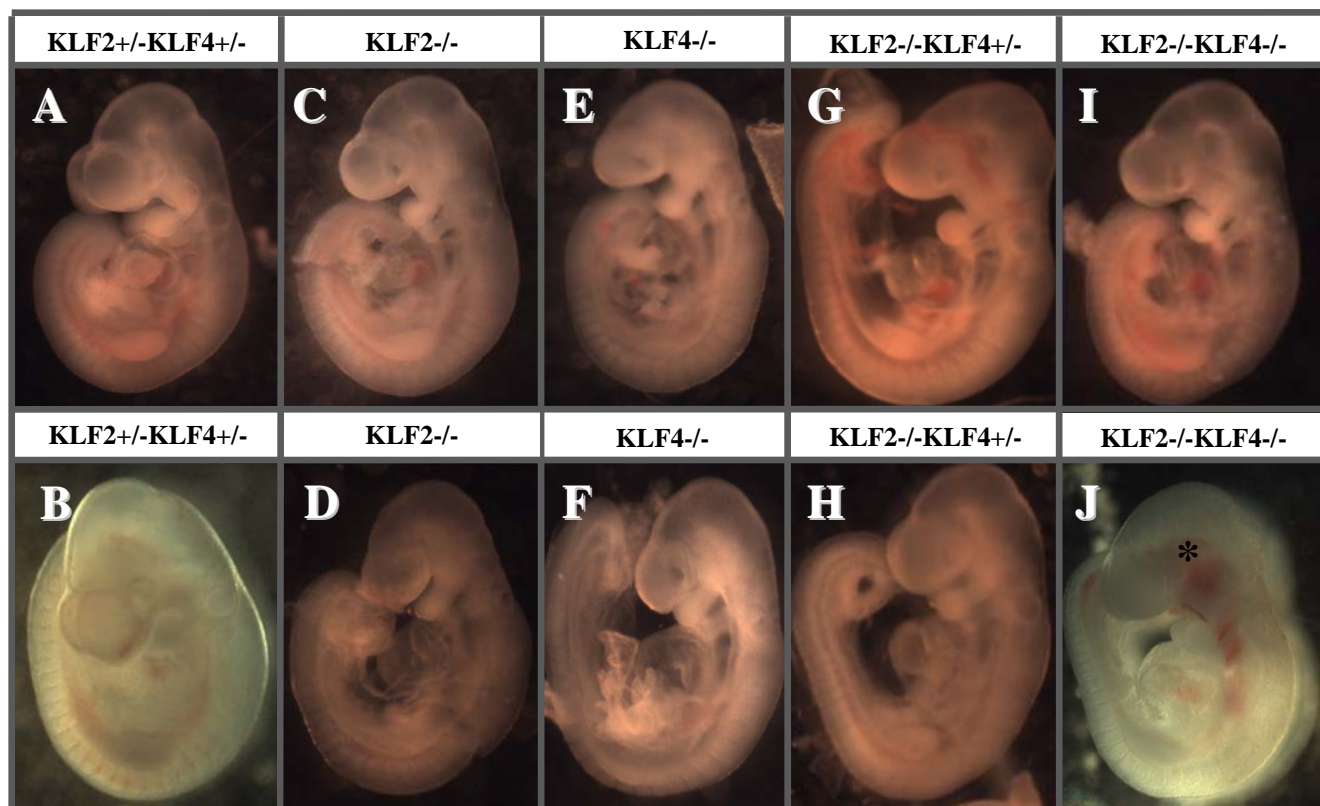 KLF2+/-KLF4+/- KLF2-/- KLF4-/- KLF2-/-KLF4+/- KLF2-/-KLF4-/-
A C E G I
KLF2+/-KLF4+/- KLF2-/- KLF4-/- KLF2-/-KLF4+/- KLF2-/-KLF4-/-
B D F H J
*